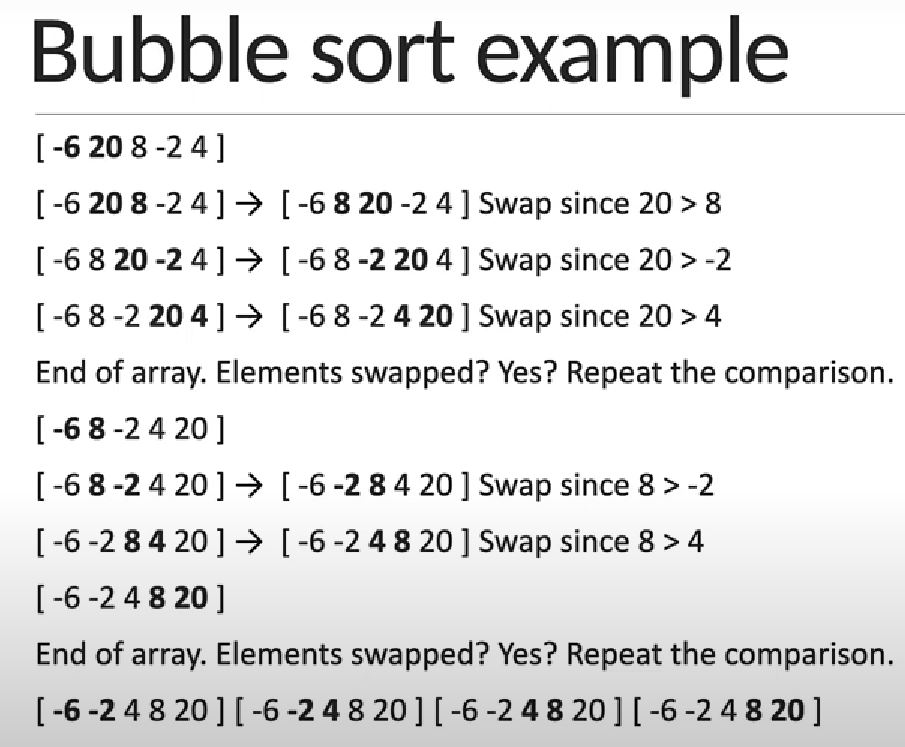 Bubble sort example
[ -6 20 8 -2 4 ]
[ -6 20 8 -2 4 ] → [ -6 8 20 -2 4 ] Swap since 20 > 8
[ -6 8 20 -2 4 ] → [ -6 8 -2 20 4 ] Swap since 20 > -2
[ -6 8 -2 20 4 ] → [ -6 8 -2 4 20 ] Swap since 20 > 4
End of array. Elements swapped? Yes? Repeat the comparison.
[ -6 8 -2 4 20 ]
[ -6 8 -2 4 20 ] → [ -6 -2 8 4 20 ] Swap since 8 > -2
[ -6 -2 8 4 20 ] → [ -6 -2 4 8 20 ] Swap since 8 > 4
[ -6 -2 4 8 20 ]
End of array. Elements swapped? Yes? Repeat the comparison.
[ -6 -2 4 8 20 ] [ -6 -2 4 8 20 ] [ -6 -2 4 8 20 ] [ -6 -2 4 8 20 ]